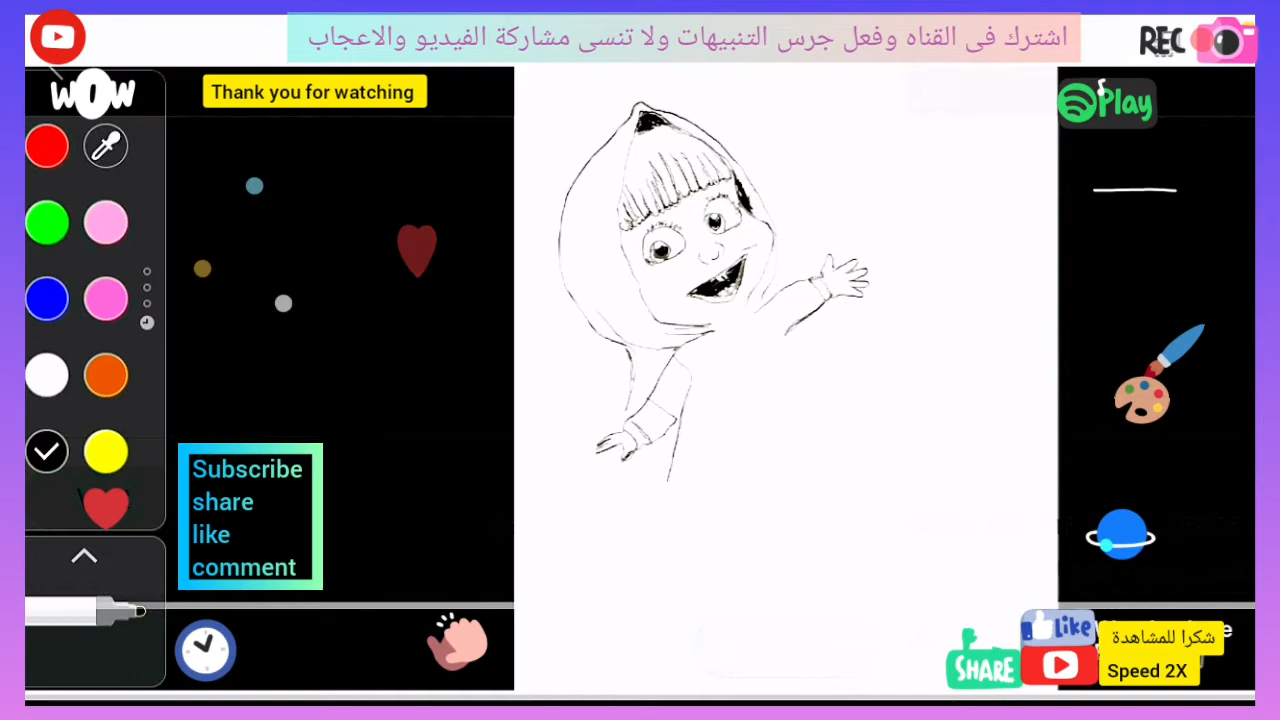 اشترك فى القناه وفعل جرس التنبيهات ولا تنسى مشاركة الفيديو والاعجاب
REC
WOW
Thank you for watching
Play
Subscribe
share
like
comment
Like
شكرا للمشاهدة
SHARE
Speed 2X